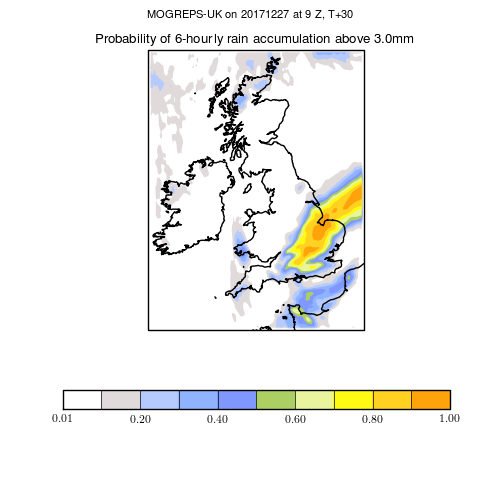 MOGREPS-UK on 20171227 at 9 Z, T+30
Probability of 6-hourly rain accumulation above 3.0mm
0.01 0.20 0.40 0.60 0.80 1.00